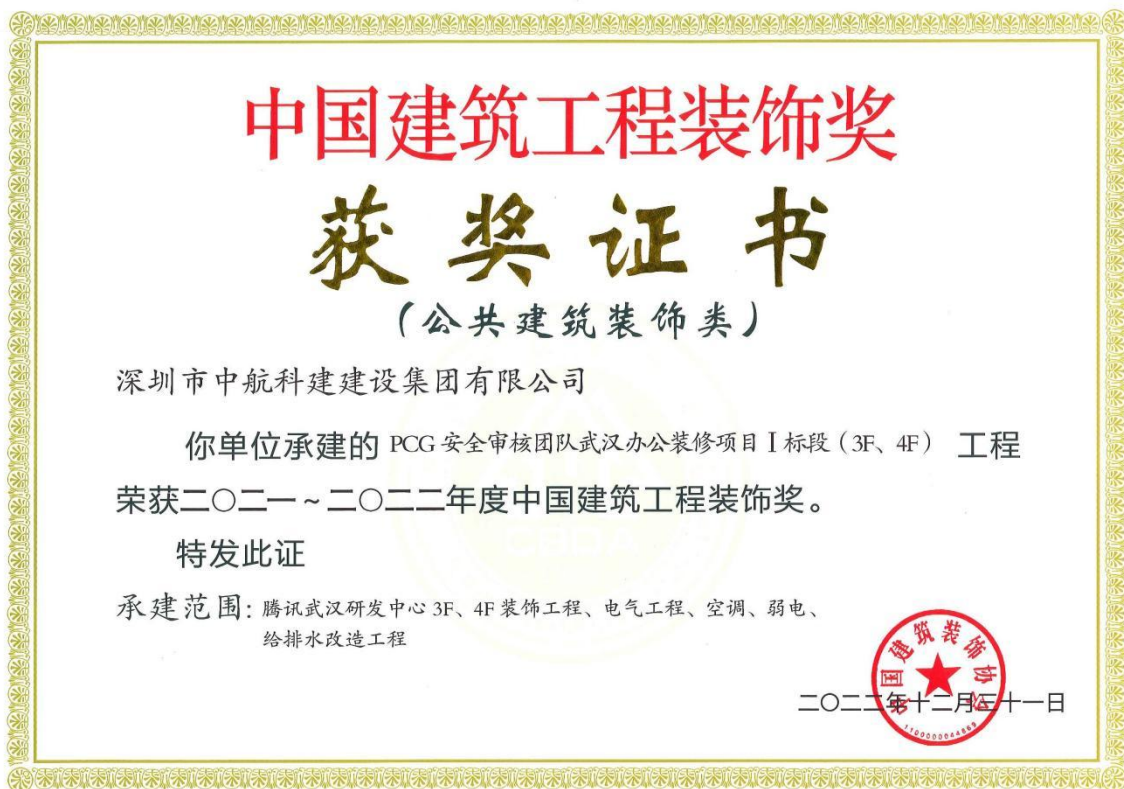 中国建筑工程装饰奖
获奖证书
（公共建筑装饰类）
深圳市中航科建建设集团有限公司
你单位承建的 PCG 安全审核团队武汉办公装修项目 I 标段（3F、4F） 工程
荣获二〇二一～二〇二二年度中国建筑工程装饰奖。
特发此证
承建范围: 腾讯武汉研发中心 3F、4F 装饰工程、电气工程、空调、弱电、
给排水改造工程
中国建筑装饰协会
二〇二二年十二月三十一日
CBDA